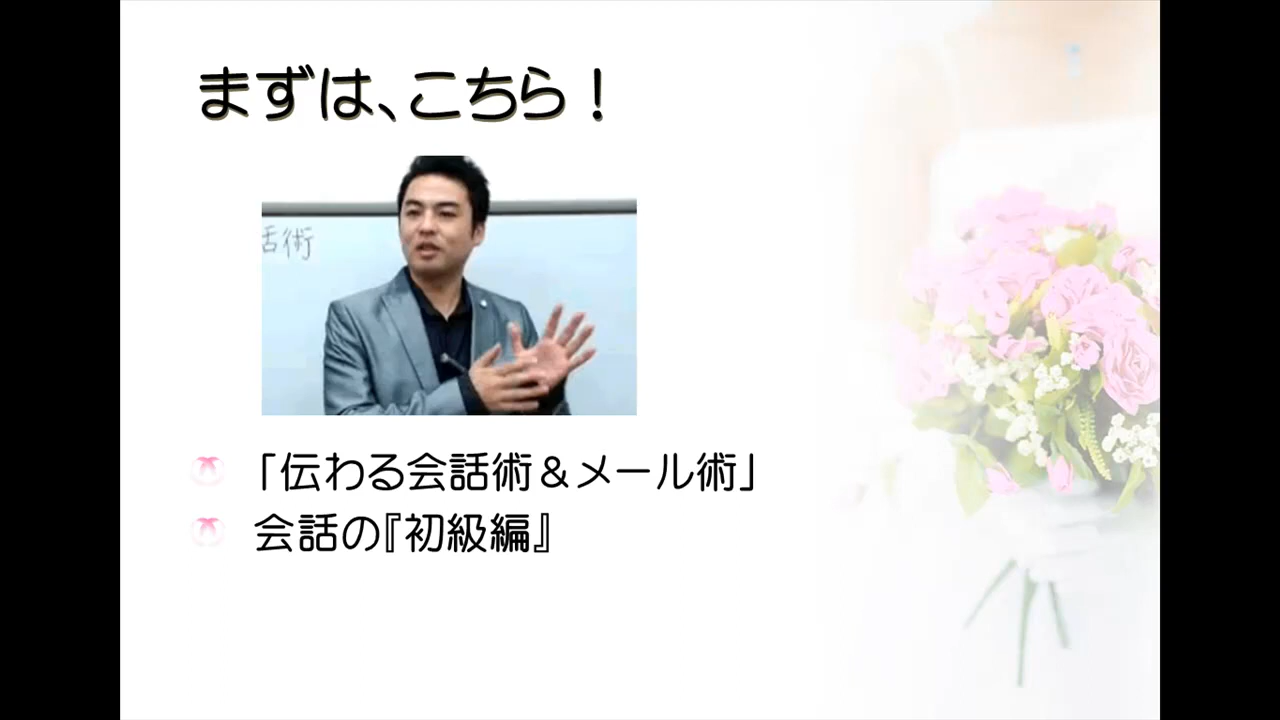 まずは、こちら！
話術
「伝わる会話術＆メール術」
会話の『初級編』